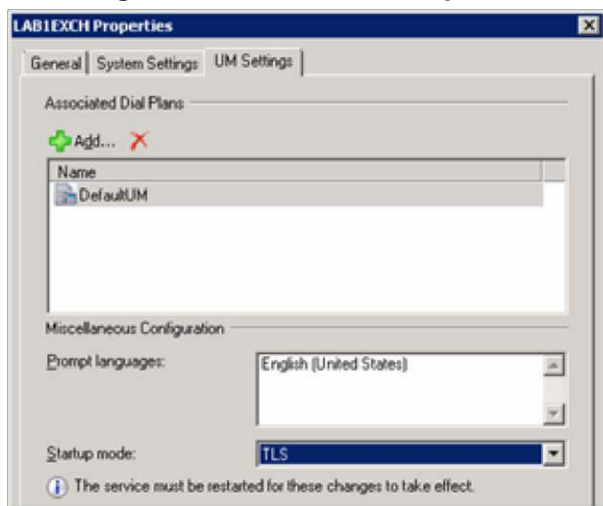 LAB1EXCH Properties
General System Settings UM Settings
Associated Dial Plans
Add...
Name
DefaultUM
Miscellaneous Configuration
Prompt languages: English (United States)
Startup mode: TLS
The service must be restarted for these changes to take effect.